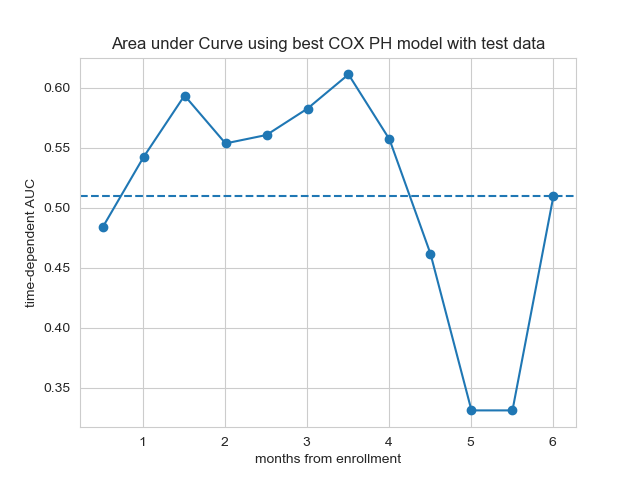 Area under Curve using best COX PH model with test data
time-dependent AUC
0.60
0.55
0.50
0.45
0.40
0.35
1 2 3 4 5 6
months from enrollment